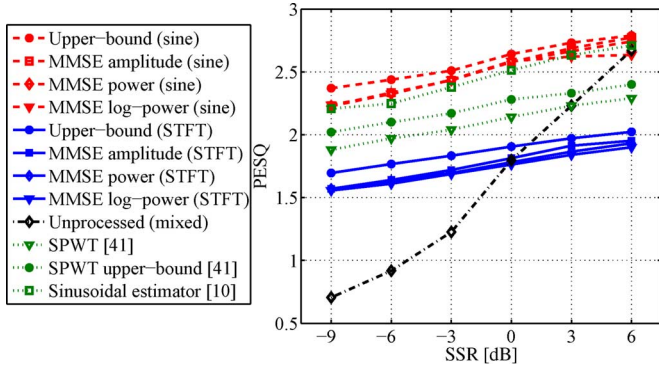 Upper−bound (sine)
MMSE amplitude (sine)
MMSE power (sine)
MMSE log−power (sine)
Upper−bound (STFT)
MMSE amplitude (STFT)
MMSE power (STFT)
MMSE log−power (STFT)
Unprocessed (mixed)
SPWT [41]
SPWT upper−bound [41]
Sinusoidal estimator [10]
PESQ
3
2.5
2
1.5
1
0.5
−9 −6 −3 0 3 6
SSR [dB]